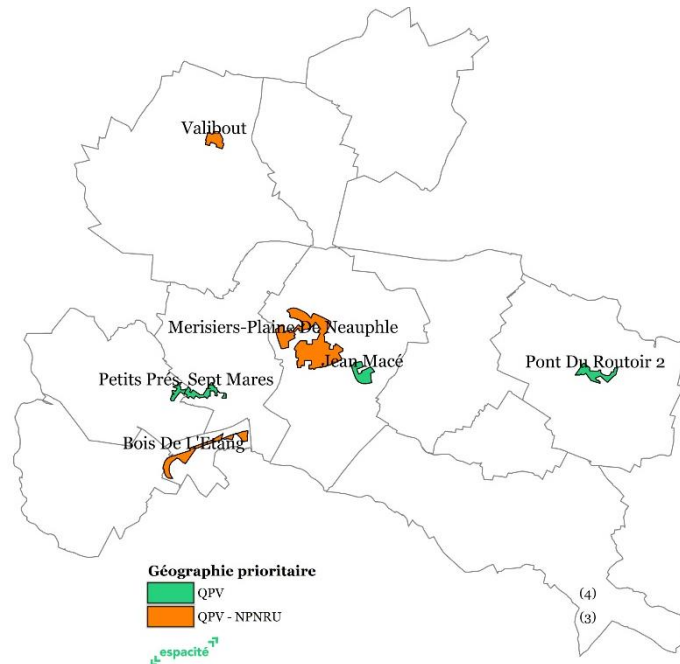 Valibout
Merisiers-Plaine De Neauphle
Jean Macé
Pont Du Routoir 2
Petits Prés- Sept Mares
Bois De L'Etang
Géographie prioritaire
QPV
(4)
QPV - NPNRU
(3)
espacité